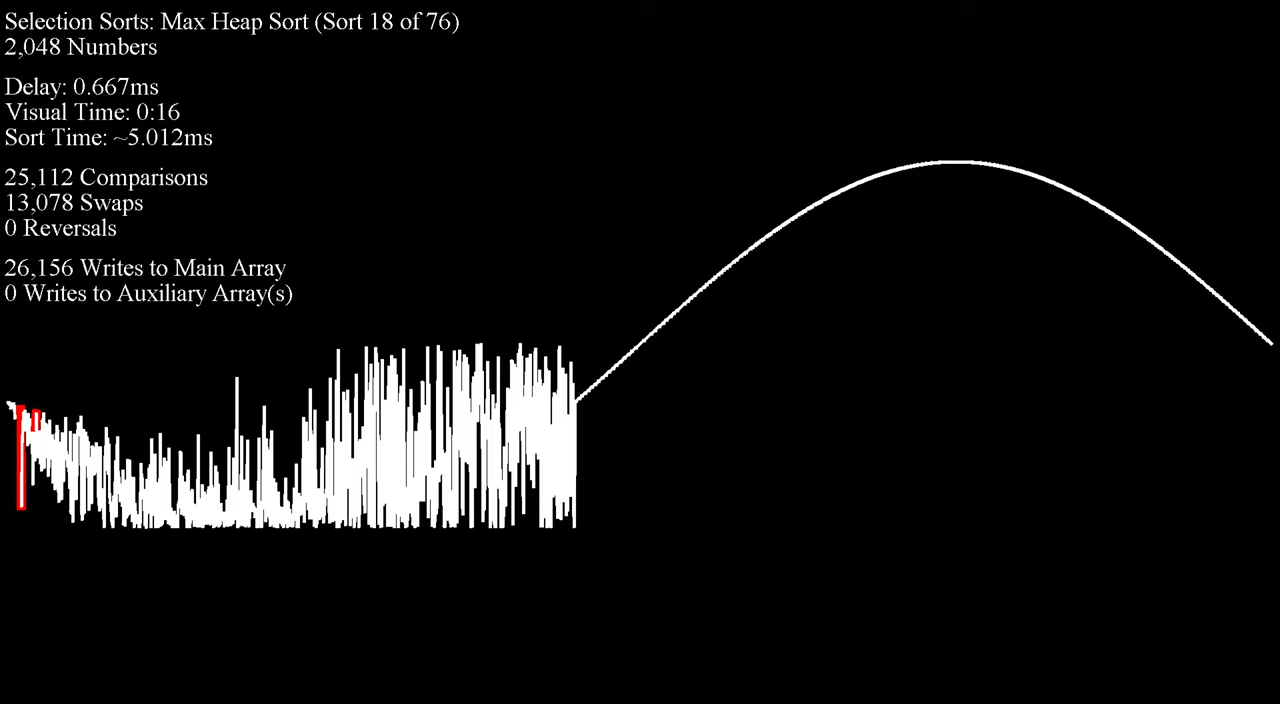 Selection Sorts: Max Heap Sort (Sort 18 of 76)
2,048 Numbers
Delay: 0.667ms
Visual Time: 0:16
Sort Time: ~5.012ms
25,112 Comparisons
13,078 Swaps
0 Reversals
26,156 Writes to Main Array
0 Writes to Auxiliary Array(s)